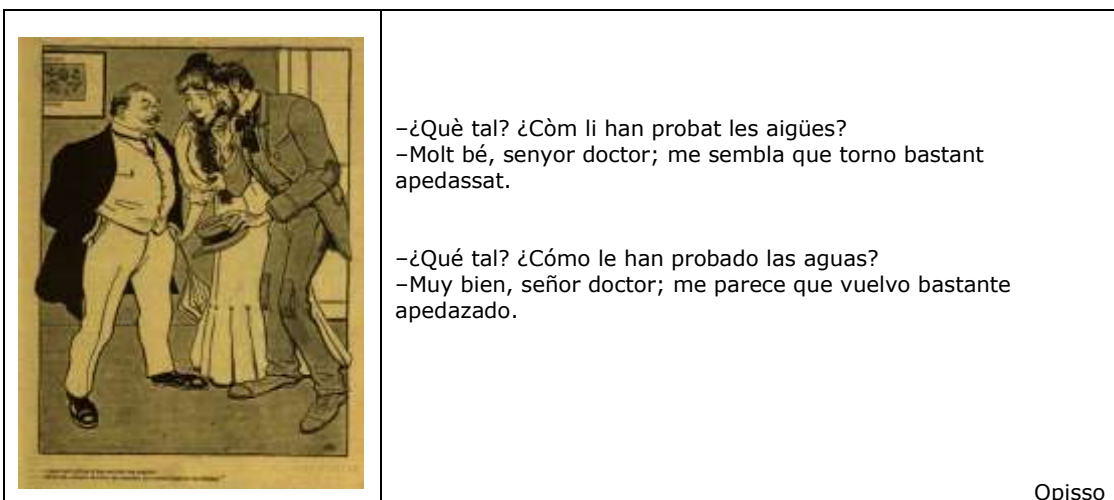 –¿Què tal? ¿Còm li han probat les aigües?
–Molt bé, senyor doctor; me sembla que torno bastant
apedassat.
–¿Qué tal? ¿Cómo le han probado las aguas?
–Muy bien, señor doctor; me parece que vuelvo bastante
apedazado.
Opisso